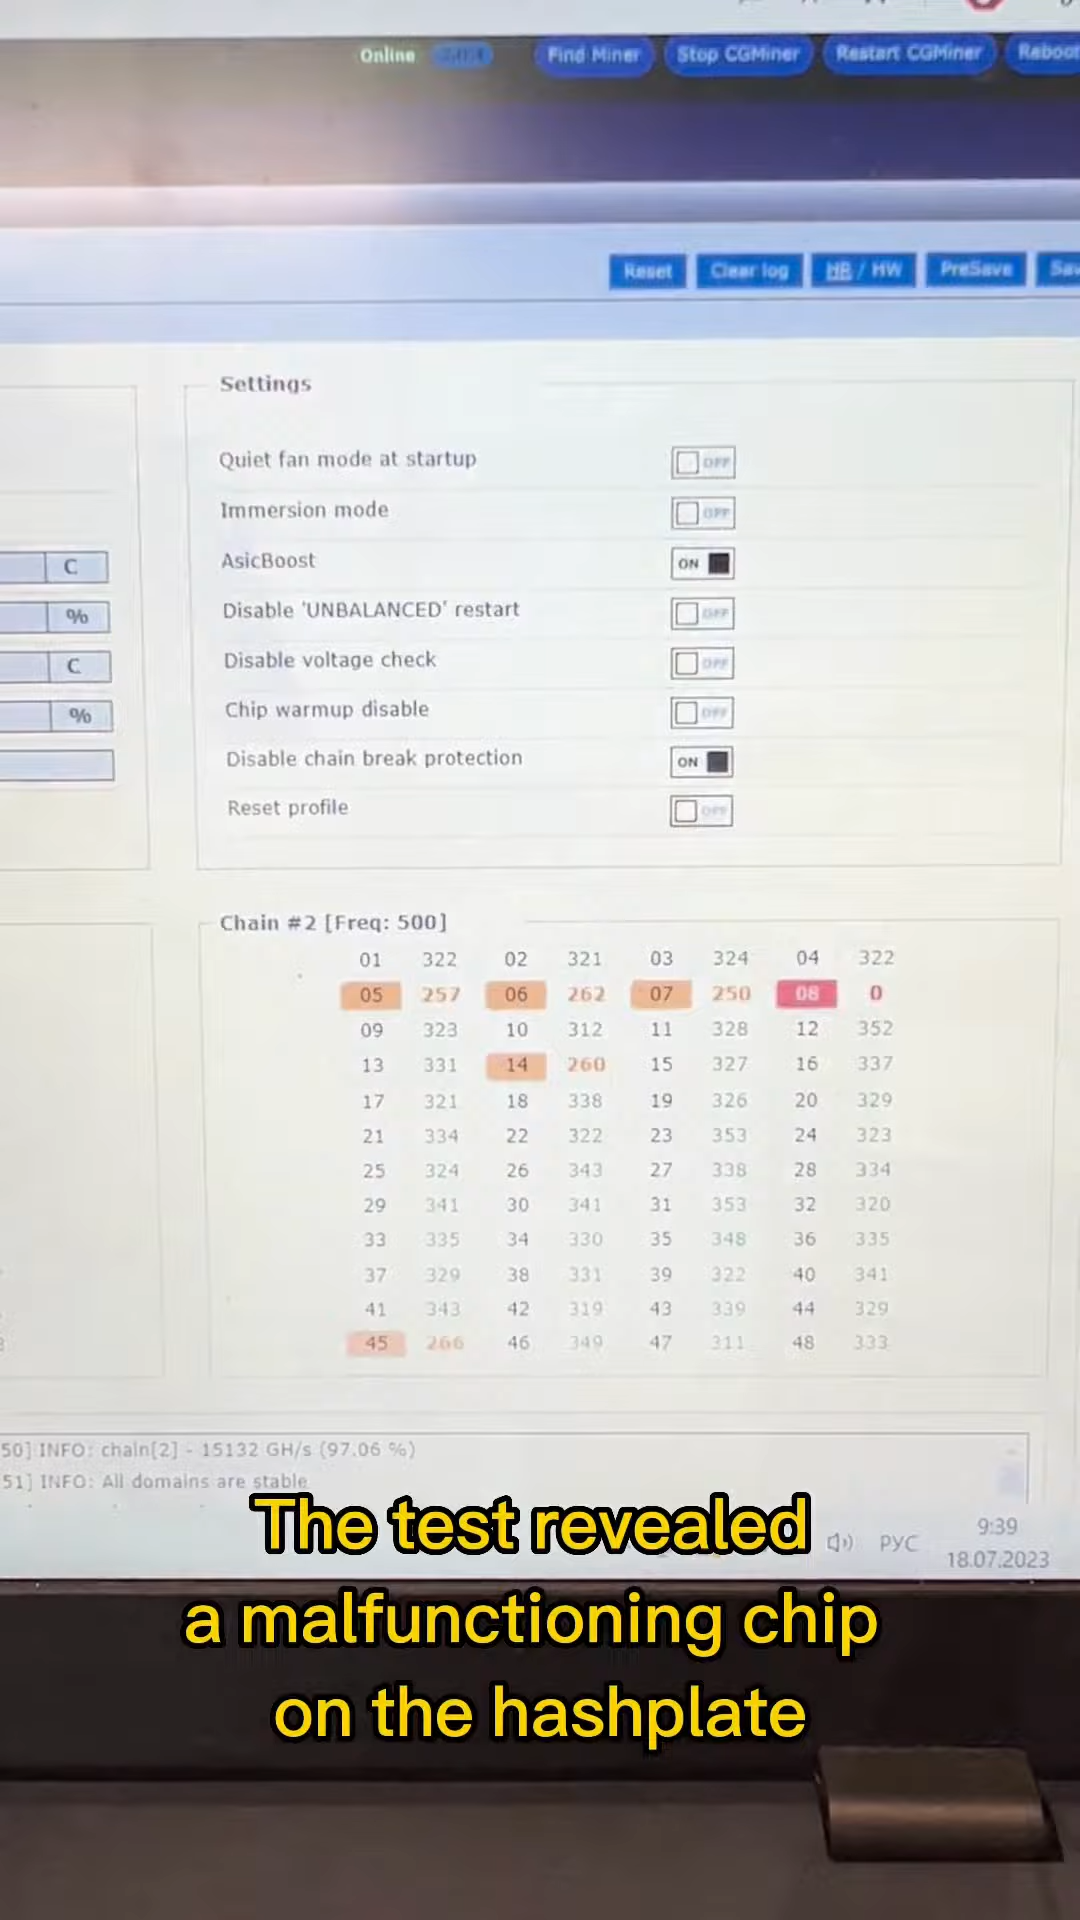 Online
Find Miner
Stop CGMiner
Restart CGMiner
Reboot
Reset
Clear log
HB / HW
PreSave
Settings
Quiet fan mode at startup OFF
Immersion mode OFF
AsicBoost ON
Disable 'UNBALANCED' restart OFF
Disable voltage check OFF
Chip warmup disable OFF
Disable chain break protection ON
Reset profile OFF
C
%
C
%
Chain #2 [Freq: 500]
01 322 02 321 03 324 04 322
05 257 06 262 07 250 08 0
09 323 10 312 11 328 12 352
13 331 14 260 15 327 16 337
17 321 18 338 19 326 20 329
21 334 22 322 23 353 24 323
25 324 26 343 27 338 28 334
29 341 30 341 31 353 32 320
33 335 34 330 35 348 36 335
37 329 38 331 39 322 40 341
41 343 42 319 43 339 44 329
45 266 46 349 47 311 48 333
50] INFO: chain[2] - 15132 GH/s (97.06 %)
51] INFO: All domains are stable
РУС
9:39
18.07.2023
The test revealed
a malfunctioning chip
on the hashplate